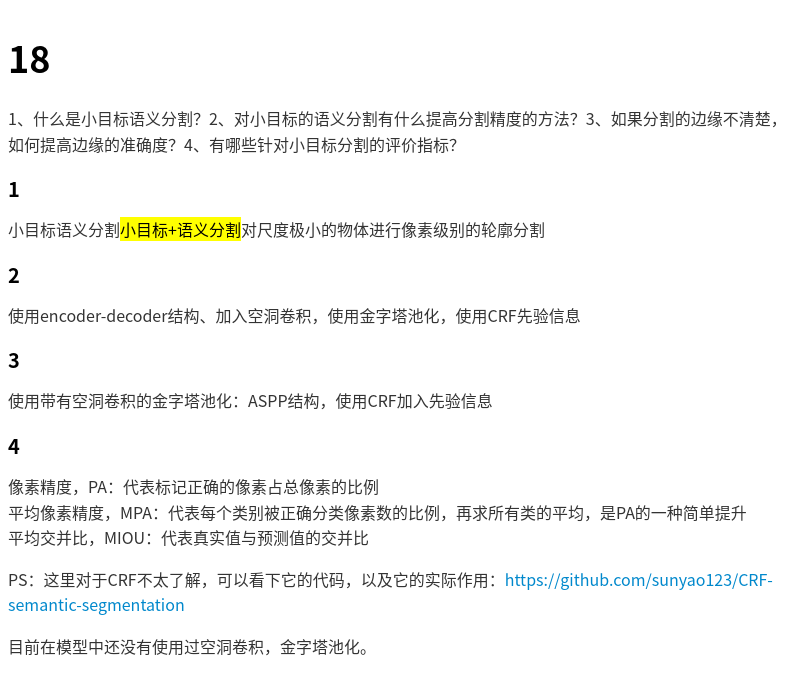 18
1、什么是小目标语义分割？2、对小目标的语义分割有什么提高分割精度的方法？3、如果分割的边缘不清楚，
如何提高边缘的准确度？4、有哪些针对小目标分割的评价指标？
1
小目标语义分割小目标+语义分割对尺度极小的物体进行像素级别的轮廓分割
2
使用encoder-decoder结构、加入空洞卷积，使用金字塔池化，使用CRF先验信息
3
使用带有空洞卷积的金字塔池化：ASPP结构，使用CRF加入先验信息
4
像素精度，PA：代表标记正确的像素占总像素的比例
平均像素精度，MPA：代表每个类别被正确分类像素数的比例，再求所有类的平均，是PA的一种简单提升
平均交并比，MIOU：代表真实值与预测值的交并比
PS：这里对于CRF不太了解，可以看下它的代码，以及它的实际作用：https://github.com/sunyao123/CRF-
semantic-segmentation
目前在模型中还没有使用过空洞卷积，金字塔池化。